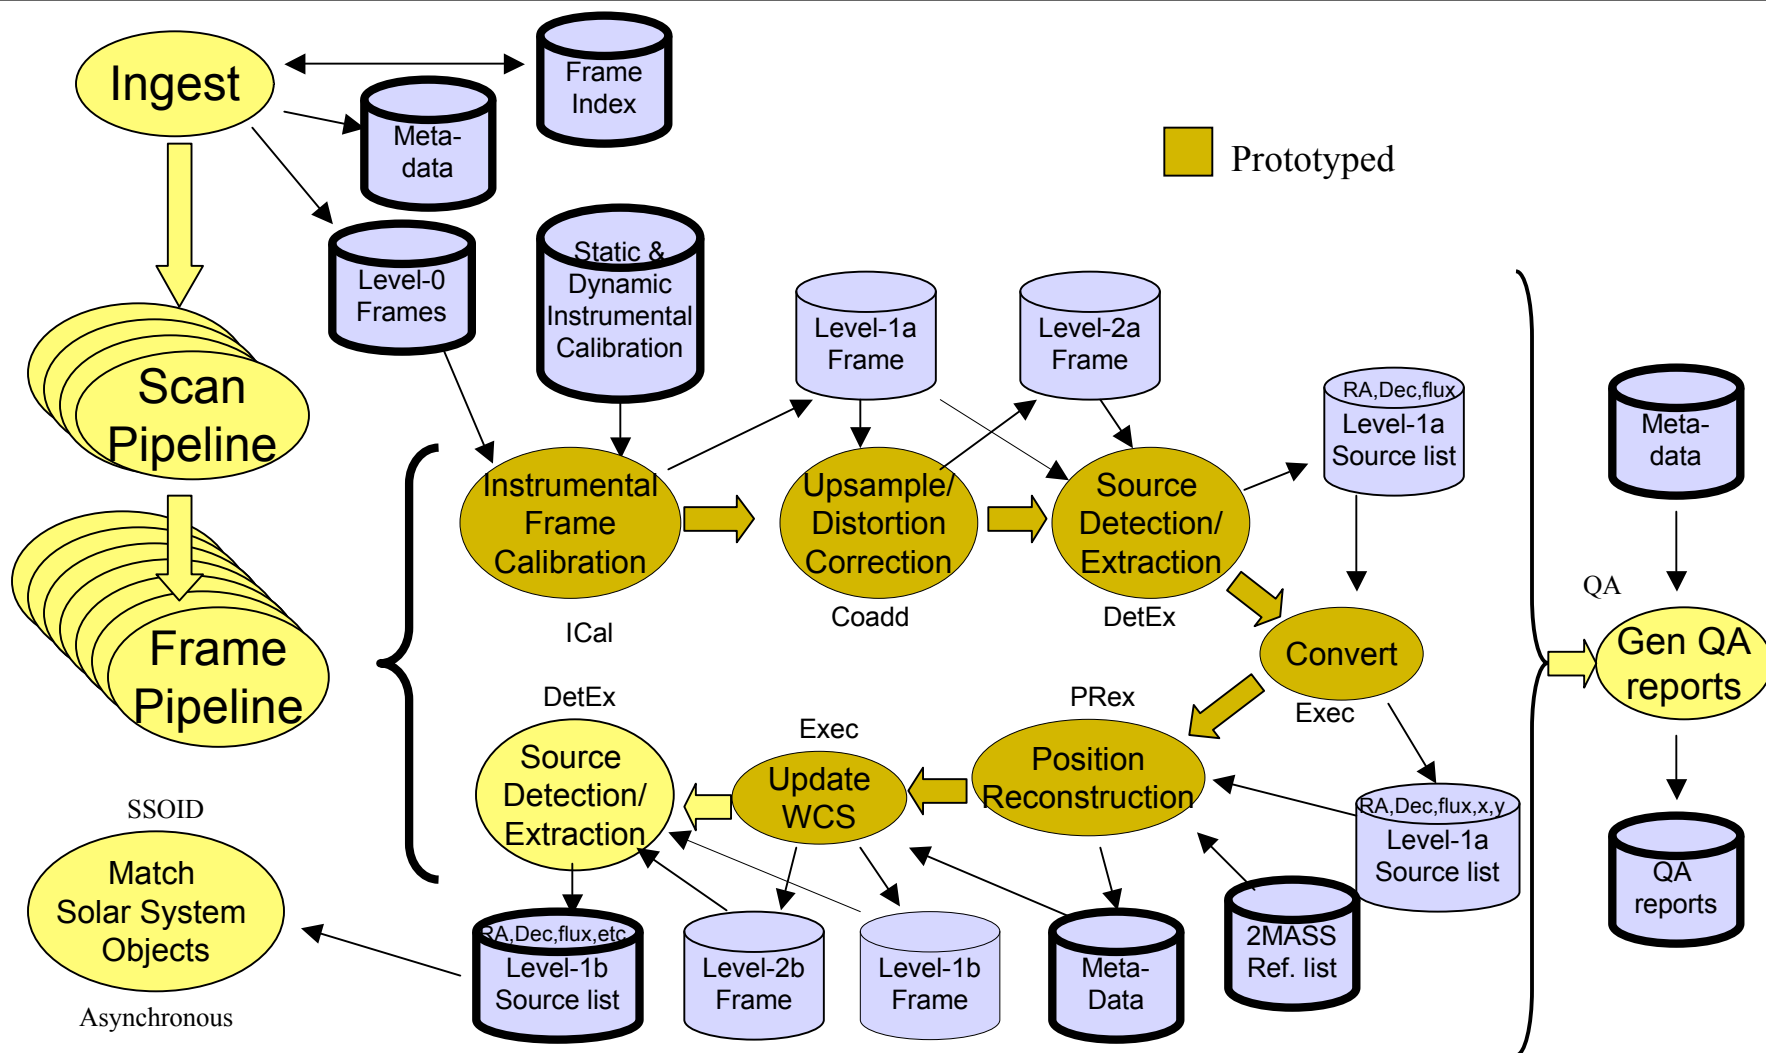 Ingest
Frame
Index
Meta-
data
Prototyped
Level-0
Frames
Static &
Dynamic
Instrumental
Calibration
Level-1a
Frame
Level-2a
Frame
RA,Dec,flux
Level-1a
Source list
Meta-
data
Scan
Pipeline
Instrumental
Frame
Calibration
ICal
Upsample/
Distortion
Correction
Coadd
Source
Detection/
Extraction
DetEx
Convert
Exec
QA
Gen QA
reports
Frame
Pipeline
DetEx
Source
Detection/
Extraction
Exec
Update
WCS
PRex
Position
Reconstruction
RA,Dec,flux,x,y
Level-1a
Source list
QA
reports
SSOID
Match
Solar System
Objects
Asynchronous
RA,Dec,flux,etc
Level-1b
Source list
Level-2b
Frame
Level-1b
Frame
Meta-
Data
2MASS
Ref. list